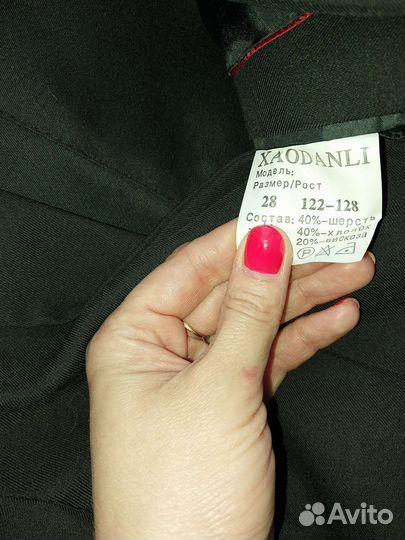 XAODANLI
Модель:
Размер/Рост
28 122-128
Состав: 40%-шерсть
40%-хлопок
20%-вискоза
Avito